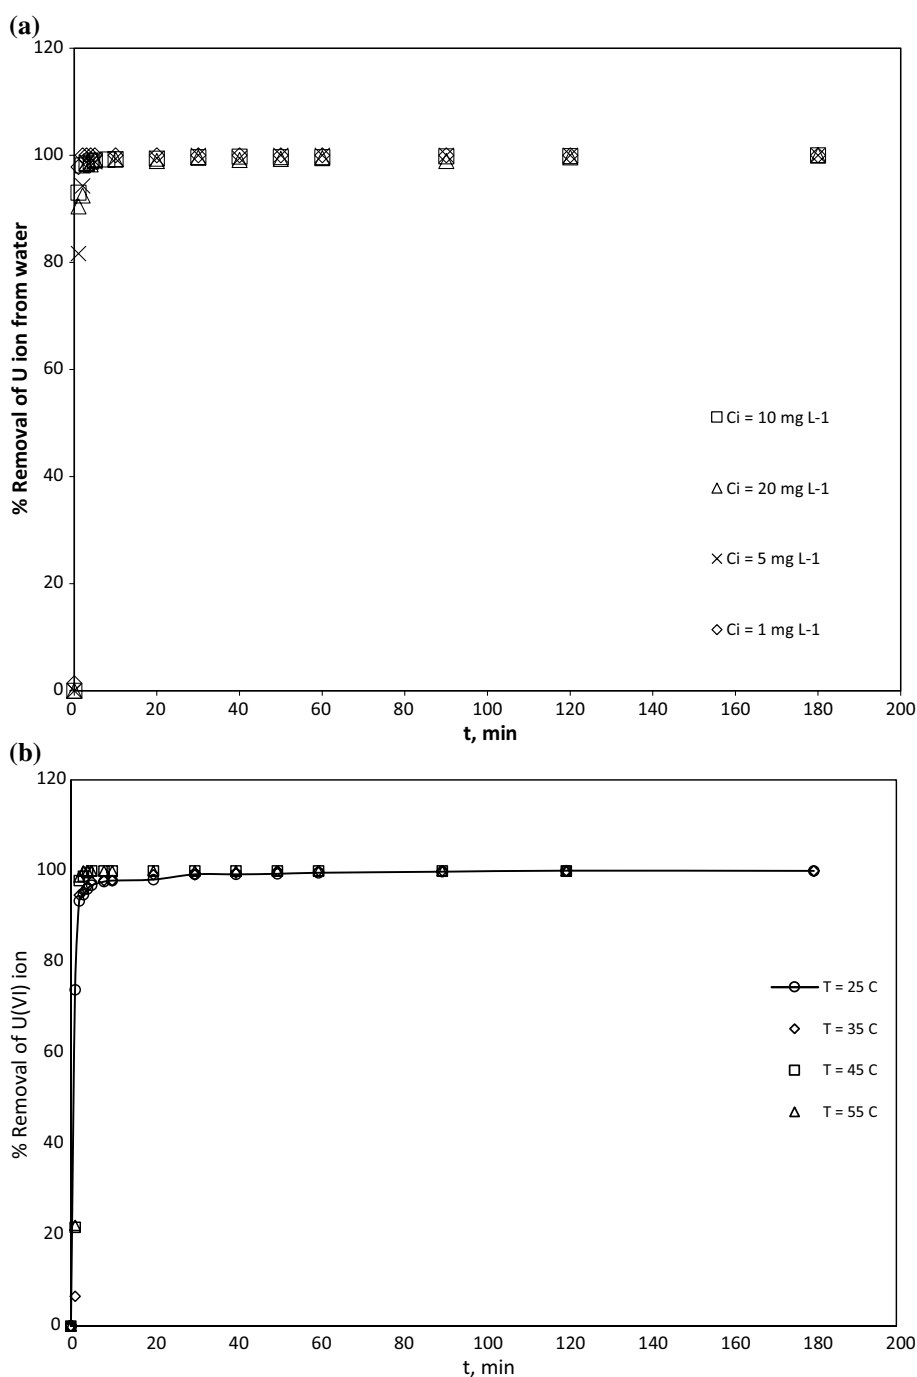 (a)
120
100
80
60
40
20
0
% Removal of U ion from water
Ci = 10 mg L-1
Ci = 20 mg L-1
Ci = 5 mg L-1
Ci = 1 mg L-1
0 20 40 60 80 100 120 140 160 180 200
t, min
(b)
120
100
80
60
40
20
0
% Removal of U(VI) ion
T = 25 C
T = 35 C
T = 45 C
T = 55 C
0 20 40 60 80 100 120 140 160 180 200
t, min